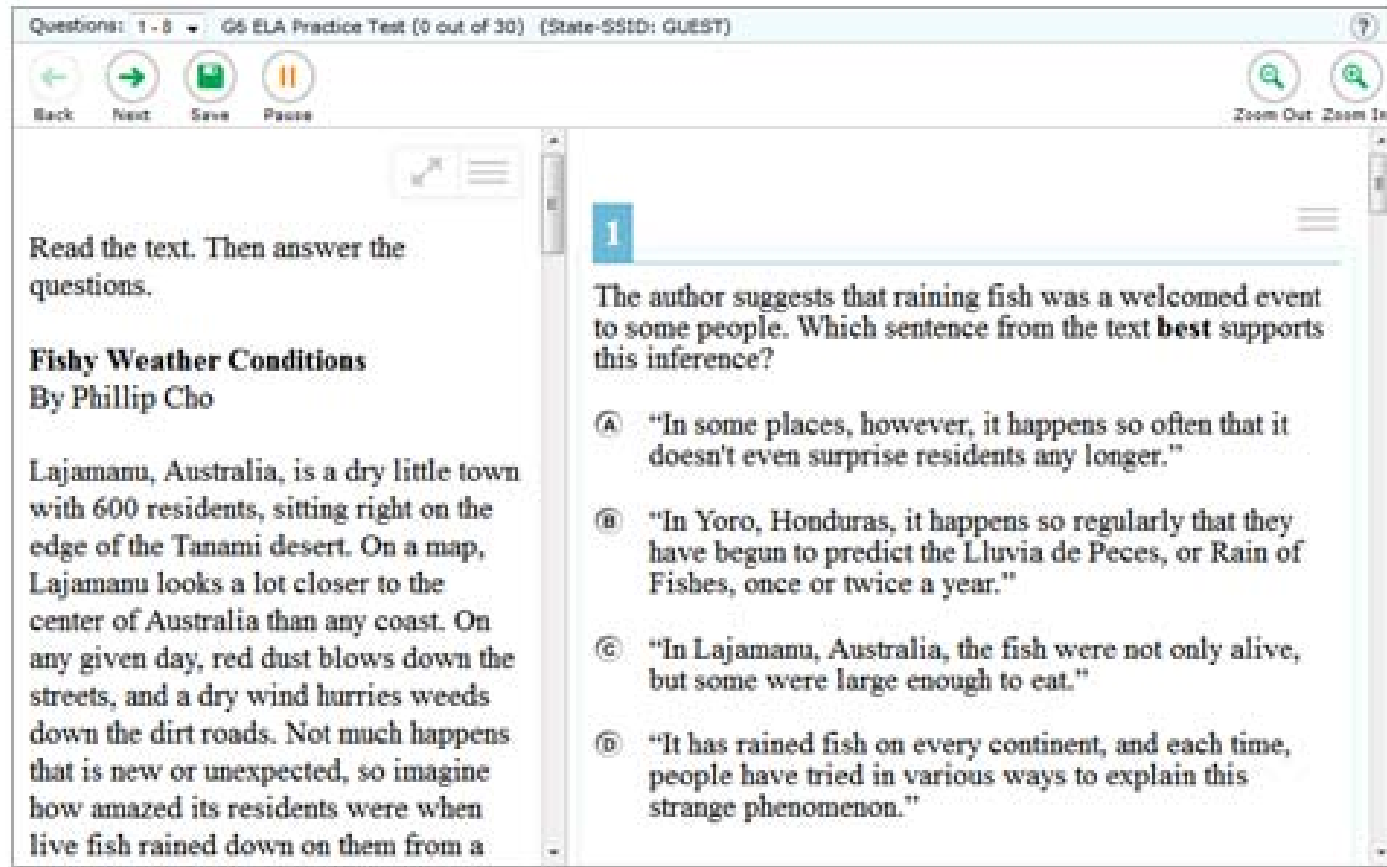 Questions: 1 - 8 G6 ELA Practice Test (0 out of 30) (State-SSID: GUEST)
?
Back Next Save Pause
Zoom Out Zoom In
Read the text. Then answer the
questions.
Fishy Weather Conditions
By Phillip Cho
Lajamanu, Australia, is a dry little town
with 600 residents, sitting right on the
edge of the Tanami desert. On a map,
Lajamanu looks a lot closer to the
center of Australia than any coast. On
any given day, red dust blows down the
streets, and a dry wind hurries weeds
down the dirt roads. Not much happens
that is new or unexpected, so imagine
how amazed its residents were when
live fish rained down on them from a
1
The author suggests that raining fish was a welcomed event
to some people. Which sentence from the text best supports
this inference?
A “In some places, however, it happens so often that it
doesn't even surprise residents any longer.”
B “In Yoro, Honduras, it happens so regularly that they
have begun to predict the Lluvia de Peces, or Rain of
Fishes, once or twice a year.”
C “In Lajamanu, Australia, the fish were not only alive,
but some were large enough to eat.”
D “It has rained fish on every continent, and each time,
people have tried in various ways to explain this
strange phenomenon.”